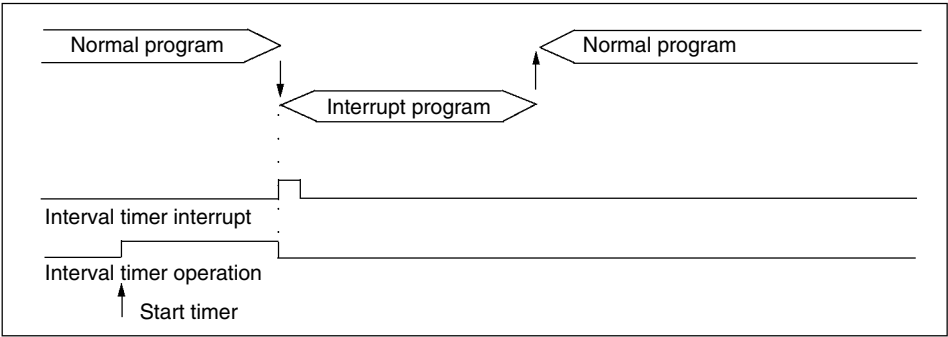 Normal program
Normal program
Interrupt program
Interval timer interrupt
Interval timer operation
Start timer